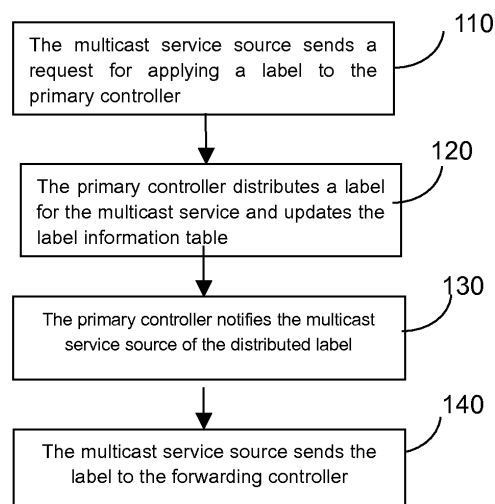 110
The multicast service source sends a
request for applying a label to the
primary controller
120
The primary controller distributes a label
for the multicast service and updates the
label information table
130
The primary controller notifies the multicast
service source of the distributed label
140
The multicast service source sends the
label to the forwarding controller